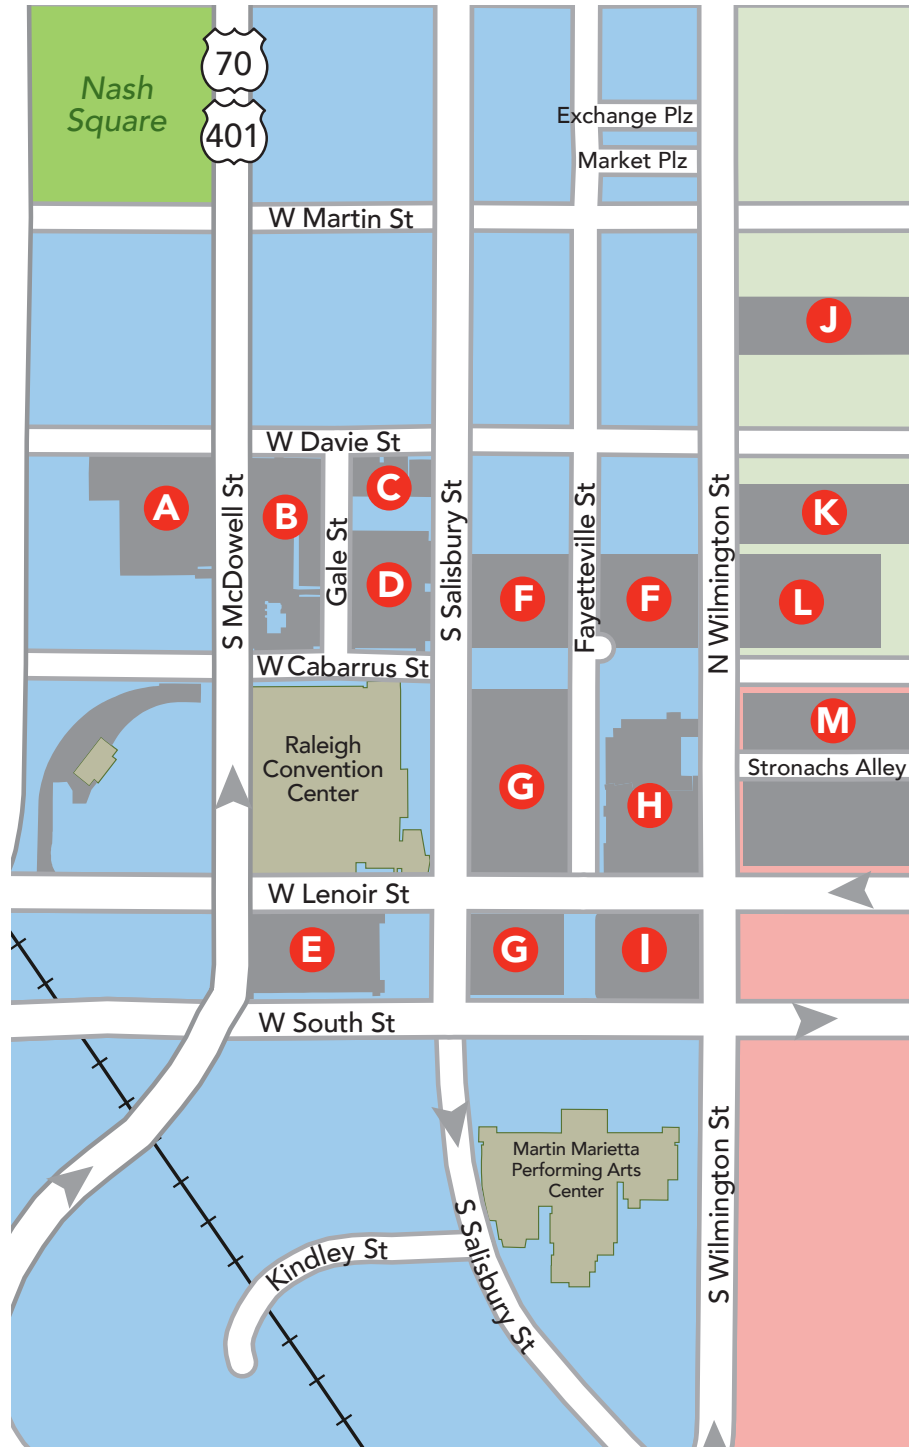 70
Nash
Square
401
Exchange Plz
Market Plz
W Martin St
J
W Davie St
S McDowell St
Gale St
S Salisbury St
Fayetteville St
N Wilmington St
A
B
C
K
D
F
F
L
W Cabarrus St
M
Raleigh
Convention
Center
Stronachs Alley
G
H
W Lenoir St
E
G
I
W South St
Martin Marietta
Performing Arts
Center
S Wilmington St
S Salisbury St
Kindley St